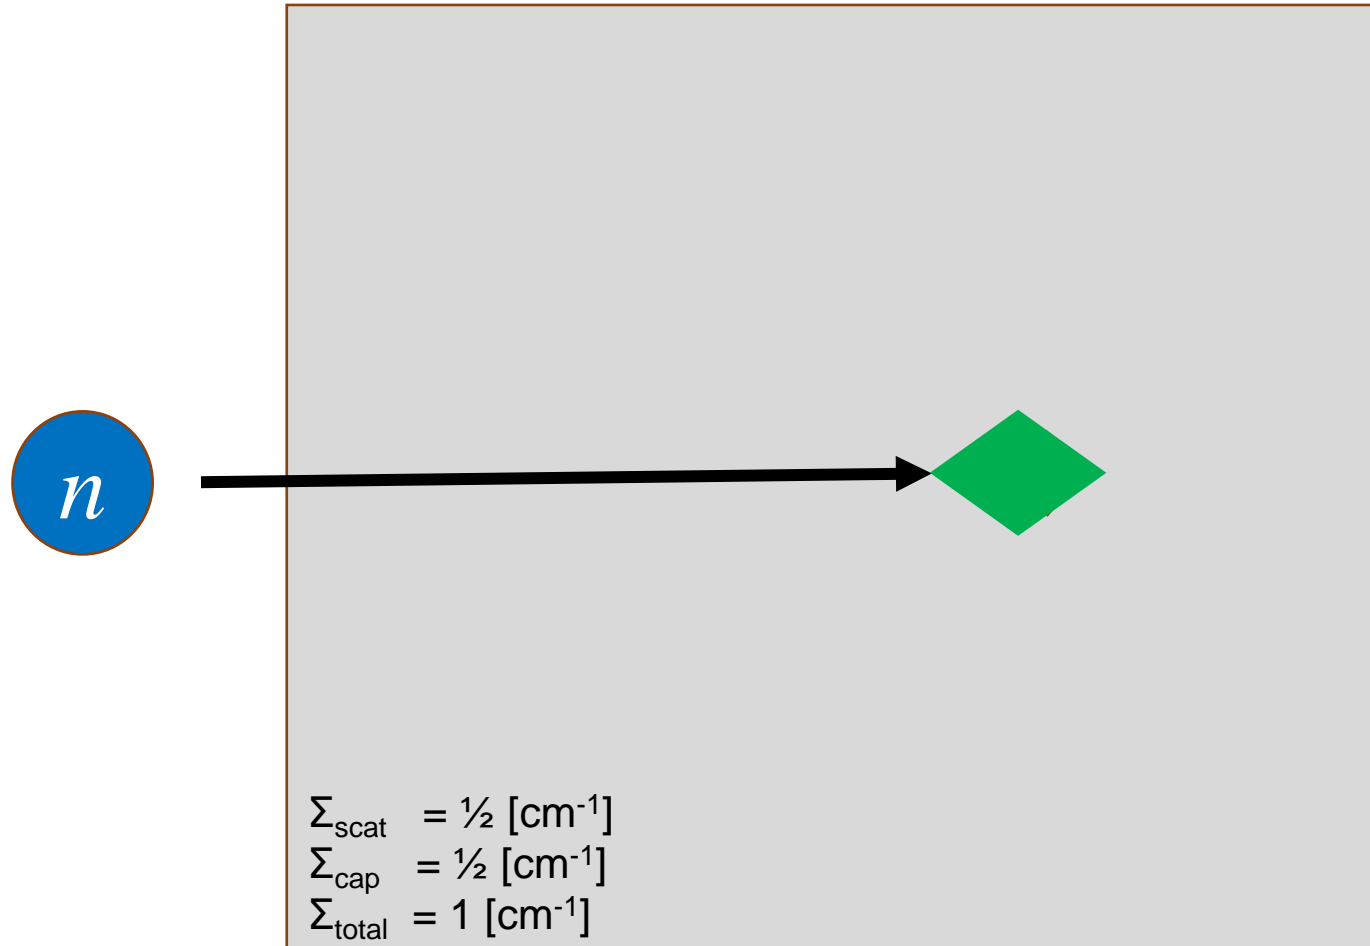 n
Σscat = ½ [cm-1]
Σcap = ½ [cm-1]
Σtotal = 1 [cm-1]